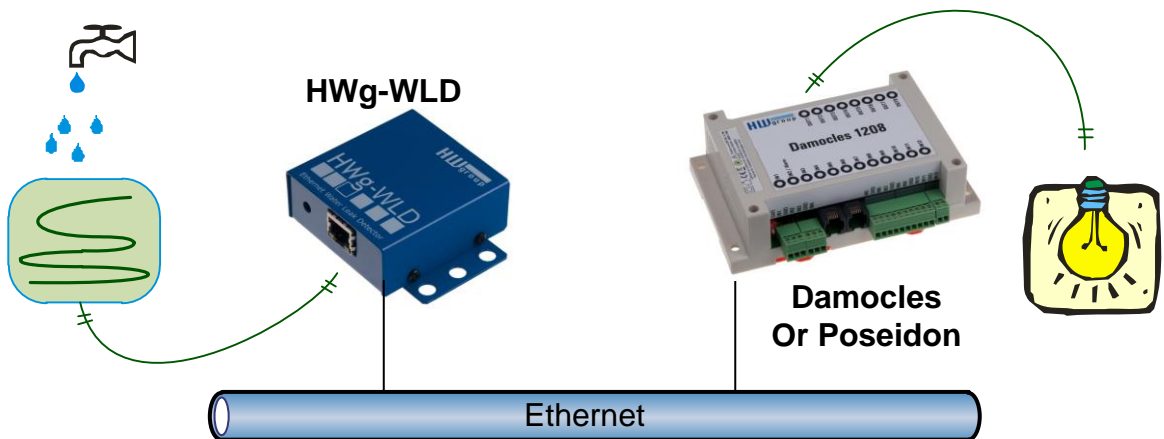 HWg-WLD
HW group
HWg-WLD
Ethernet Water Leak Detector
HW group
Damocles 1208
Damocles
Or Poseidon
Ethernet